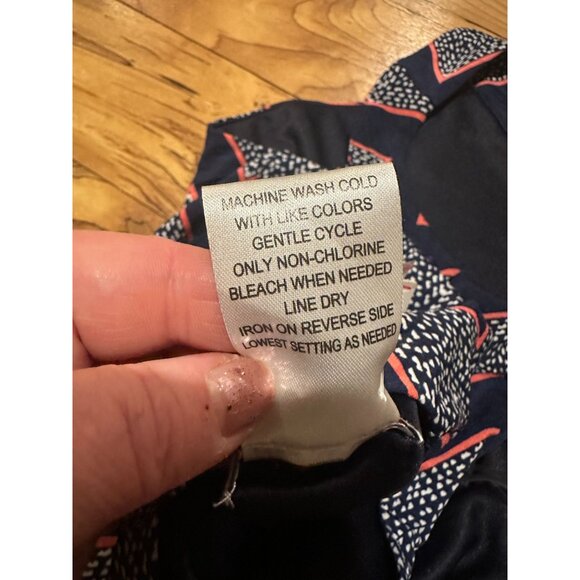 MACHINE WASH COLD
WITH LIKE COLORS
GENTLE CYCLE
ONLY NON-CHLORINE
BLEACH WHEN NEEDED
LINE DRY
IRON ON REVERSE SIDE
LOWEST SETTING AS NEEDED